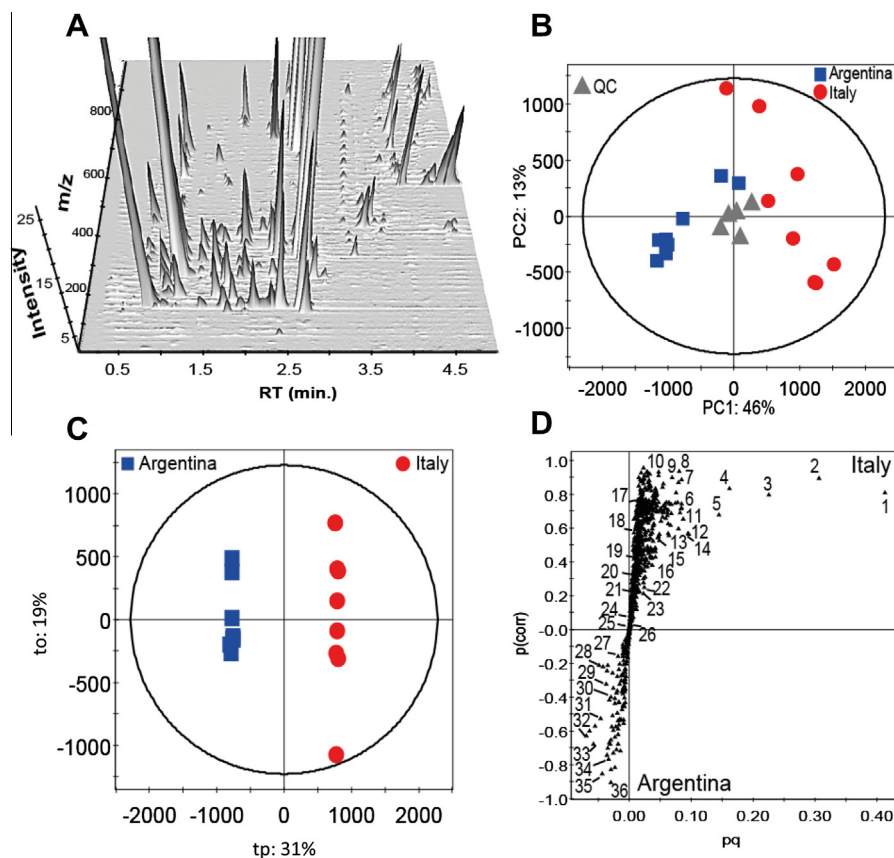 A
800
600
400
200
m/z
25
15
5
Intensity
0.5 1.5 2.5 3.5 4.5
RT (min.)
B
QC
Argentina
Italy
1000
500
0
-500
-1000
PC2: 13%
-2000 -1000 0 1000 2000
PC1: 46%
C
Argentina
Italy
1000
500
0
-500
-1000
to: 19%
-2000 -1000 0 1000 2000
tp: 31%
D
Italy
1.0
0.8
0.6
0.4
0.2
-0.0
-0.2
-0.4
-0.6
-0.8
-1.0
p(corr)
10 9 8
7
4
3
2
1
17
6
5
18
11
12
13
14
19
15
20
16
21
22
23
24
25
26
27
28
29
30
31
32
33
34
35
36
Argentina
0.00 0.10 0.20 0.30 0.40
pq